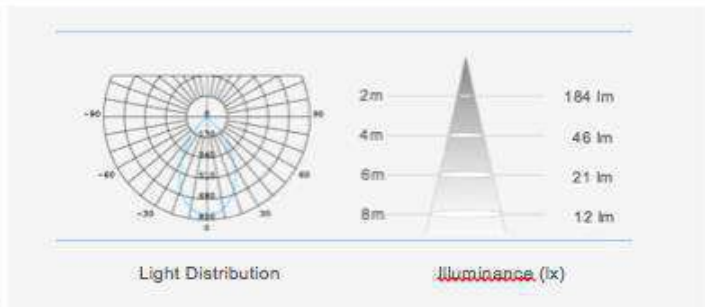 2m 184 lm
-90 90
4m 46 lm
-60 60
6m 21 lm
-30 30
8m 12 lm
0
Light Distribution Illuminance (lx)